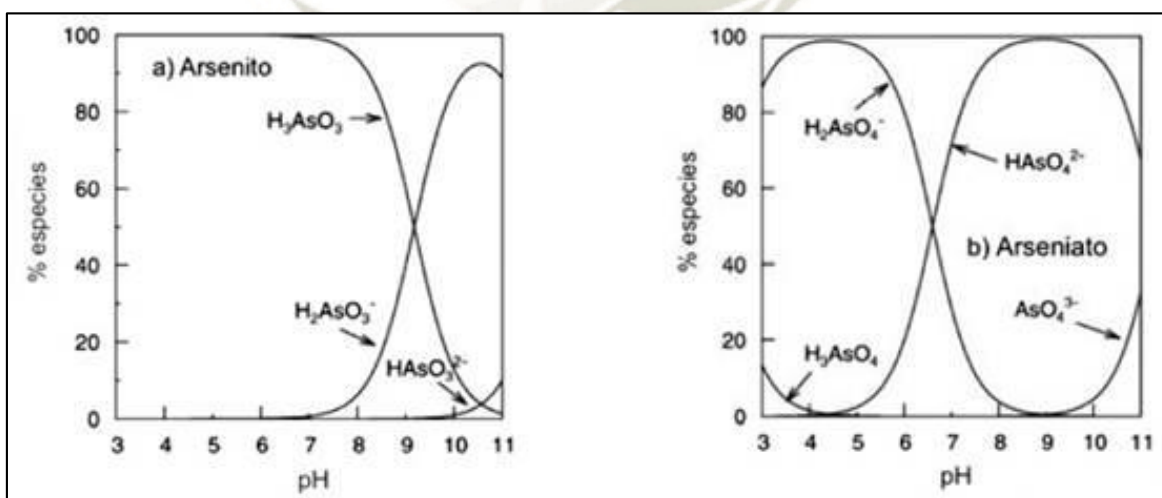 a) Arsenito
% especies
100
80
60
40
20
0
H₃AsO₃
H₂AsO₃⁻
HAsO₃²⁻
3 4 5 6 7 8 9 10 11
pH
b) Arseniato
% especies
100
80
60
40
20
0
H₂AsO₄⁻
HAsO₄²⁻
AsO₄³⁻
H₃AsO₄
3 4 5 6 7 8 9 10 11
pH